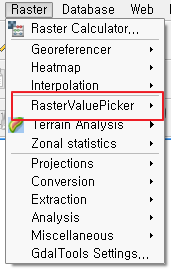 Raster Database Web
Raster Calculator...
Georeferencer
Heatmap
Interpolation
RasterValuePicker
Terrain Analysis
Zonal statistics
Projections
Conversion
Extraction
Analysis
Miscellaneous
GdalTools Settings...